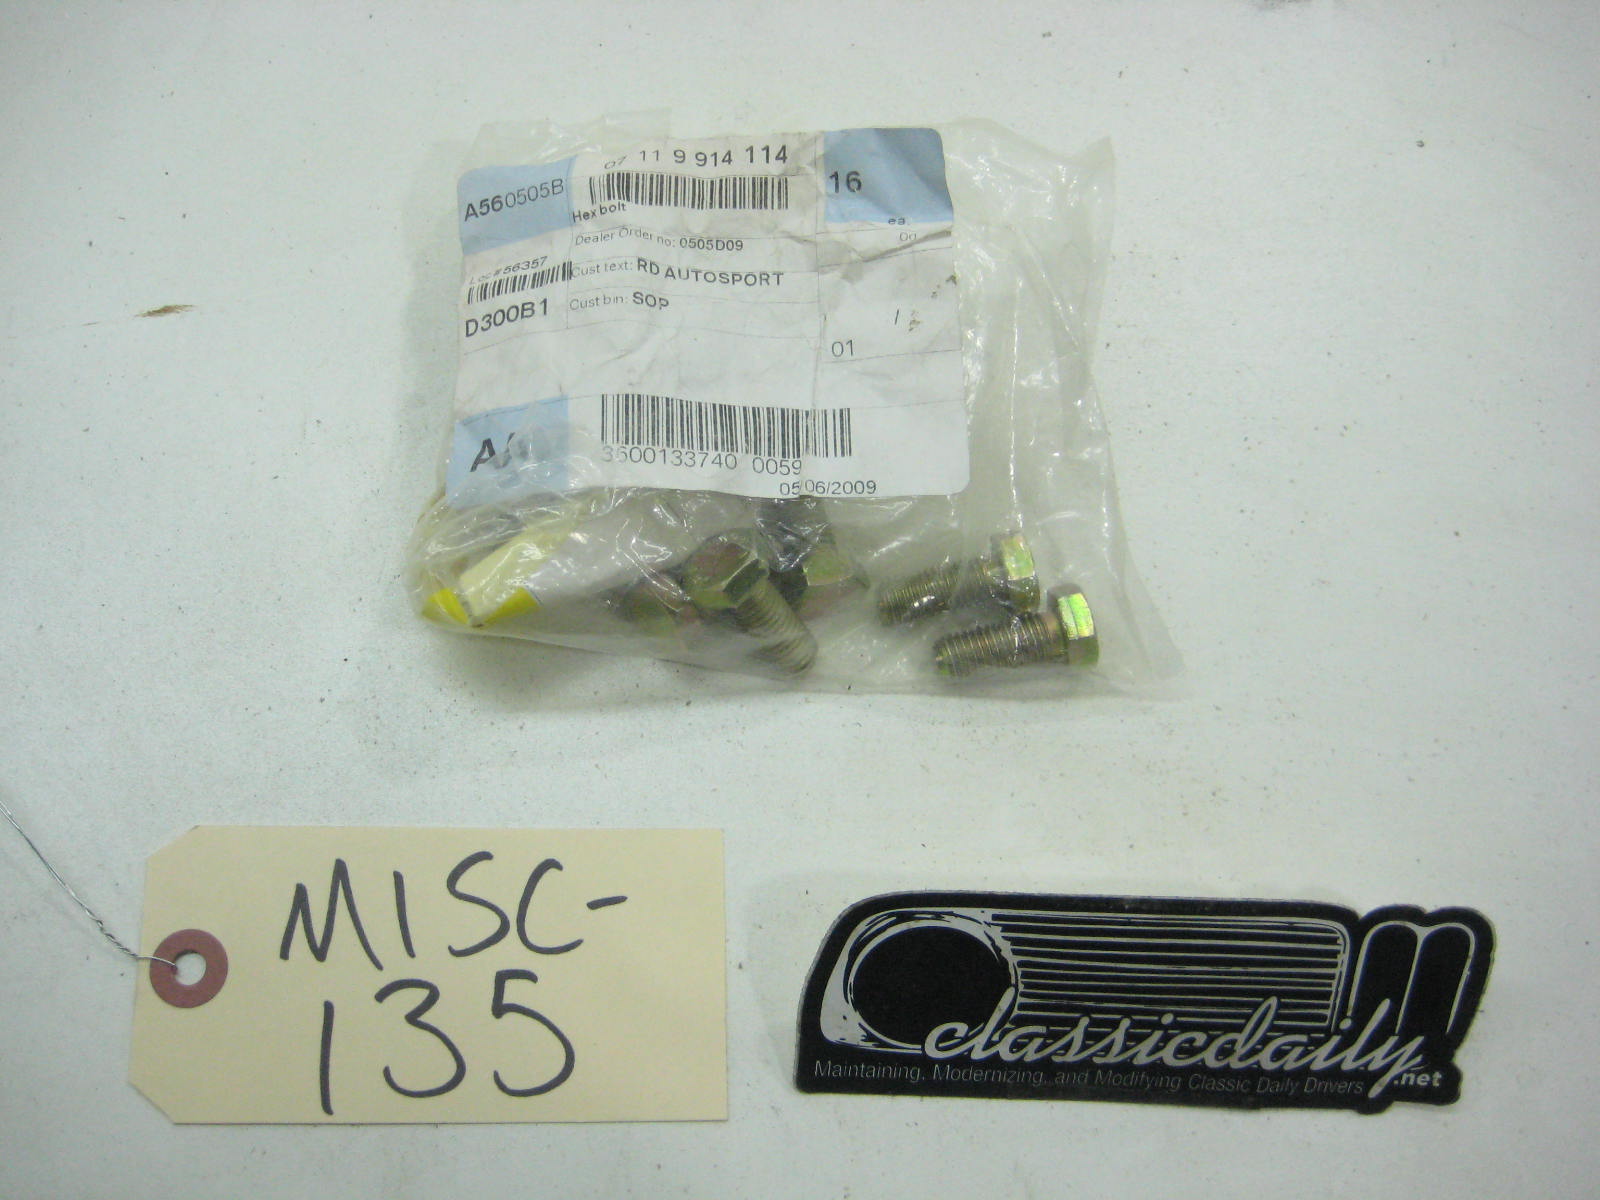 07 11 9 914 114
16
A560505B
Hex bolt
ea
Dealer Order no: 0505D09
Loc# 56357
Cust text: RD AUTOSPORT
D300B1
Cust bin: SOP
1
01
3600133740 0059
05/06/2009
MISC-
135
classicdaily
.net
Maintaining, Modernizing, and Modifying Classic Daily Drivers